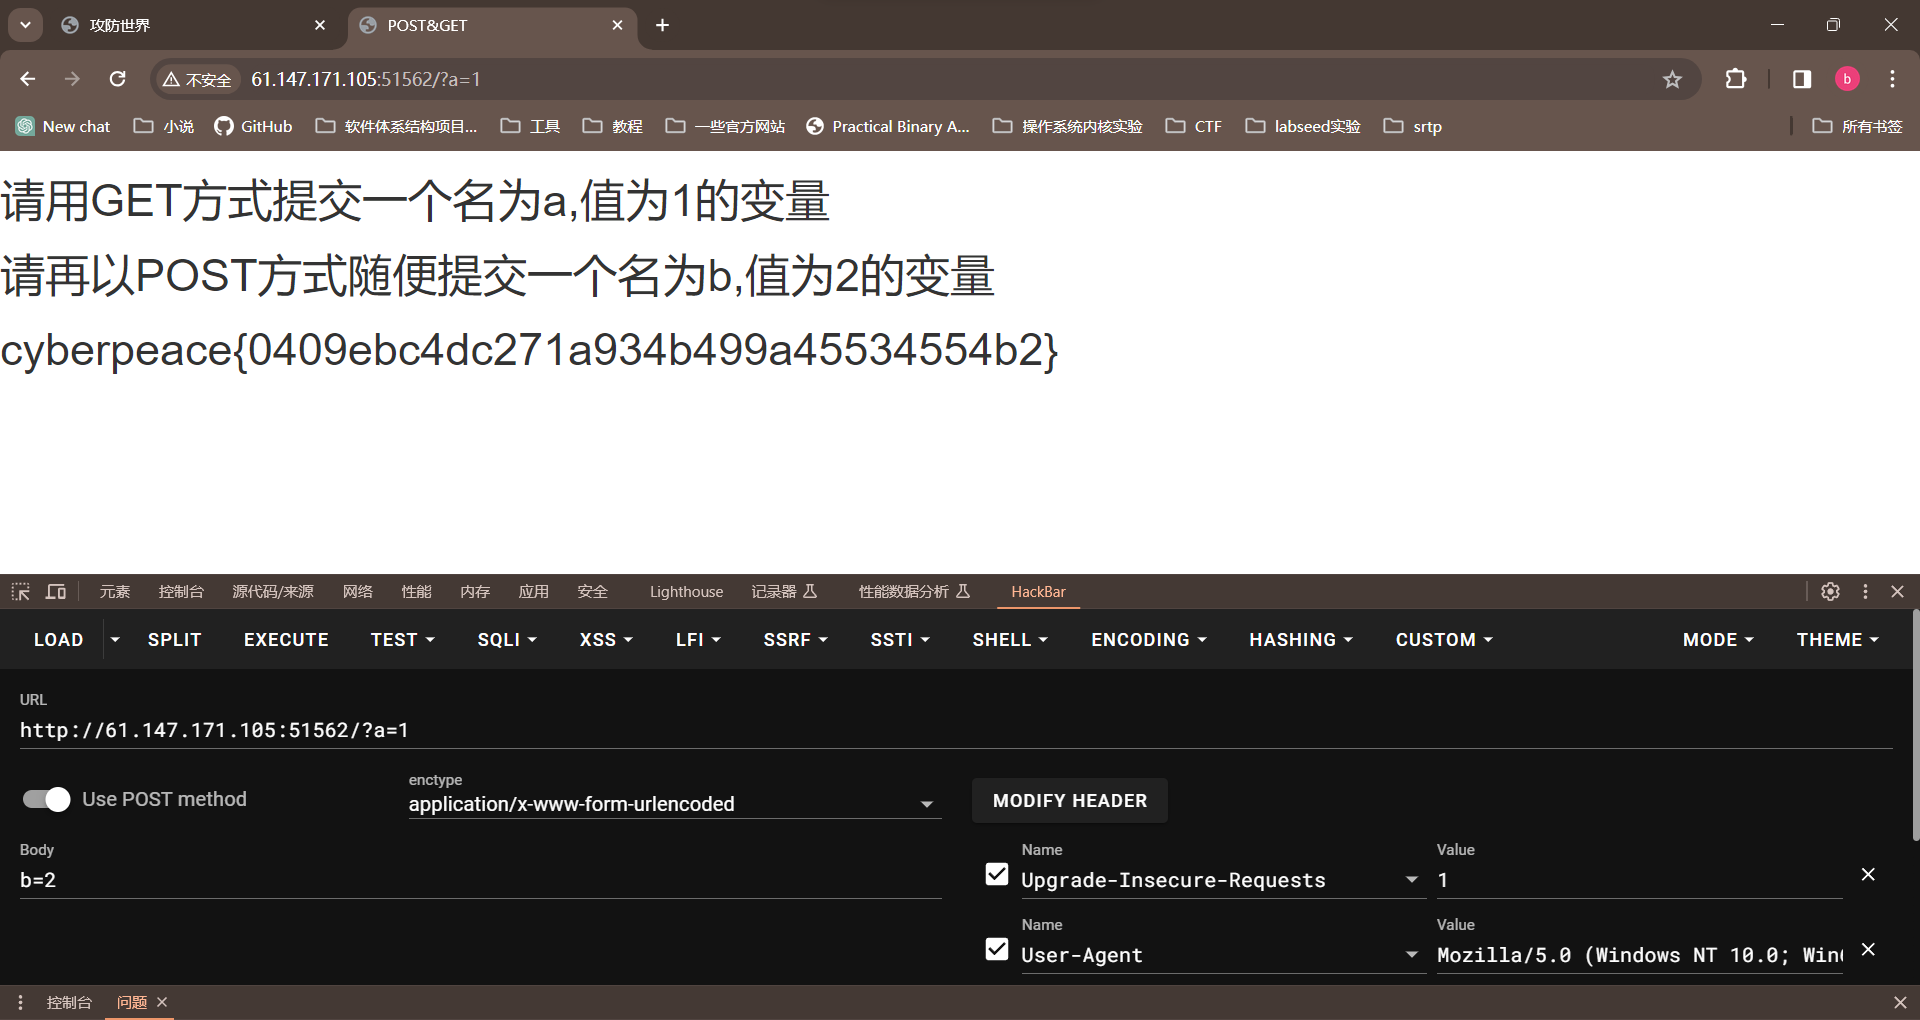 攻防世界
POST&GET
不安全
61.147.171.105:51562/?a=1
b
New chat
小说
GitHub
软件体系结构项目...
工具
教程
一些官方网站
Practical Binary A...
操作系统内核实验
CTF
labseed实验
srtp
所有书签
请用GET方式提交一个名为a,值为1的变量
请再以POST方式随便提交一个名为b,值为2的变量
cyberpeace{0409ebc4dc271a934b499a45534554b2}
元素
控制台
源代码/来源
网络
性能
内存
应用
安全
Lighthouse
记录器
性能数据分析
HackBar
LOAD
SPLIT
EXECUTE
TEST
SQLI
XSS
LFI
SSRF
SSTI
SHELL
ENCODING
HASHING
CUSTOM
MODE
THEME
URL
http://61.147.171.105:51562/?a=1
Use POST method
enctype
application/x-www-form-urlencoded
MODIFY HEADER
Body
b=2
Name
Upgrade-Insecure-Requests
Value
1
Name
User-Agent
Value
Mozilla/5.0 (Windows NT 10.0; Win
控制台
问题